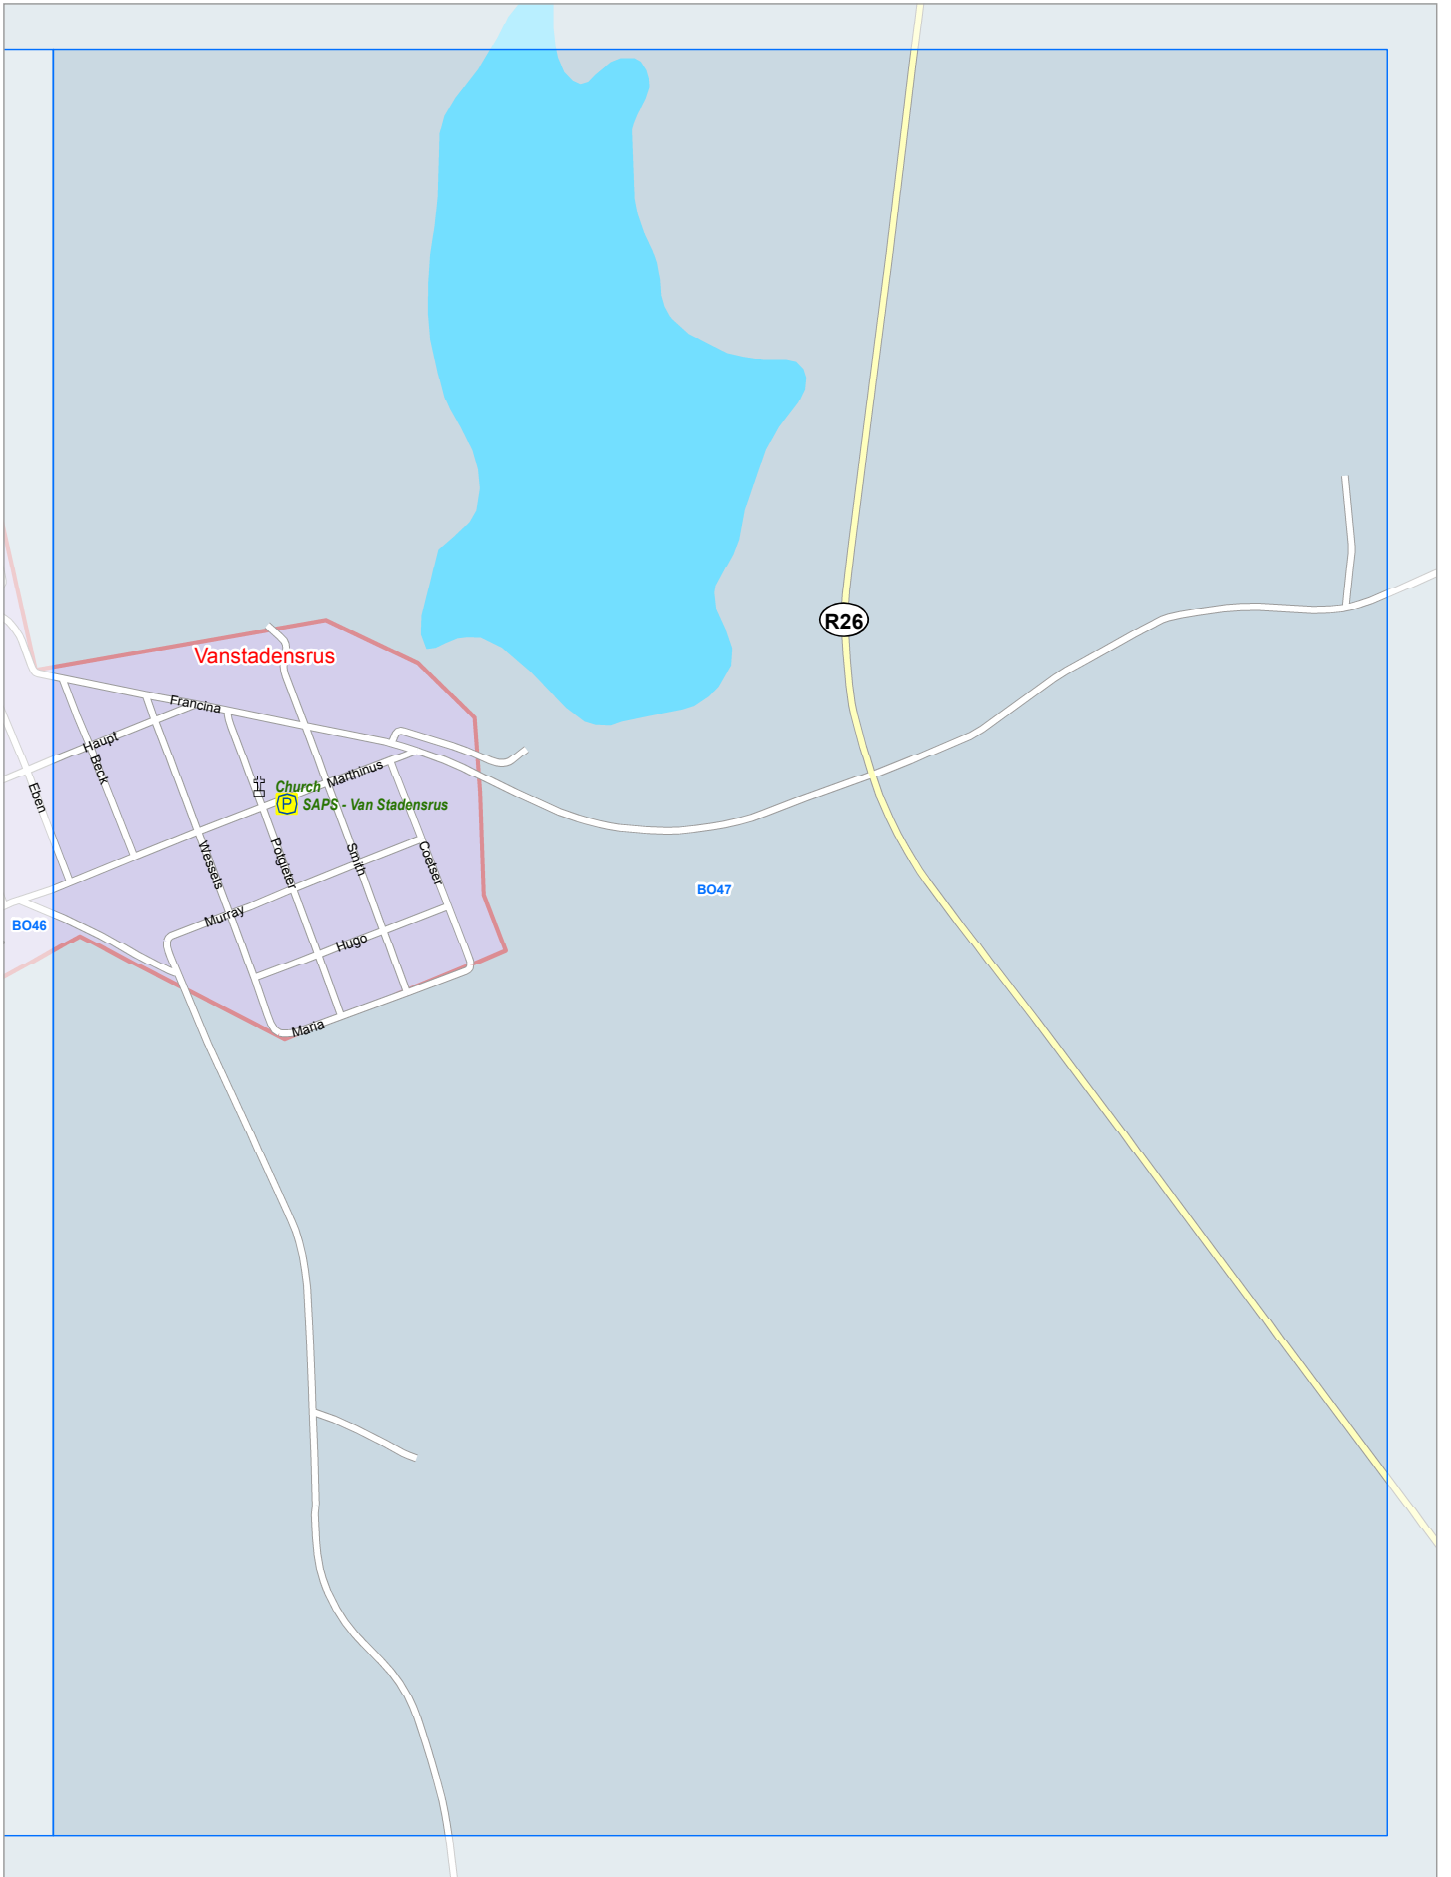 R26
Vanstadensrus
Francina
Haupt
Beck
Eben
Marthinus
Church
P
SAPS - Van Stadensrus
Wessels
Potgieter
Smith
Coetser
BO47
Murray
BO46
Hugo
Maria